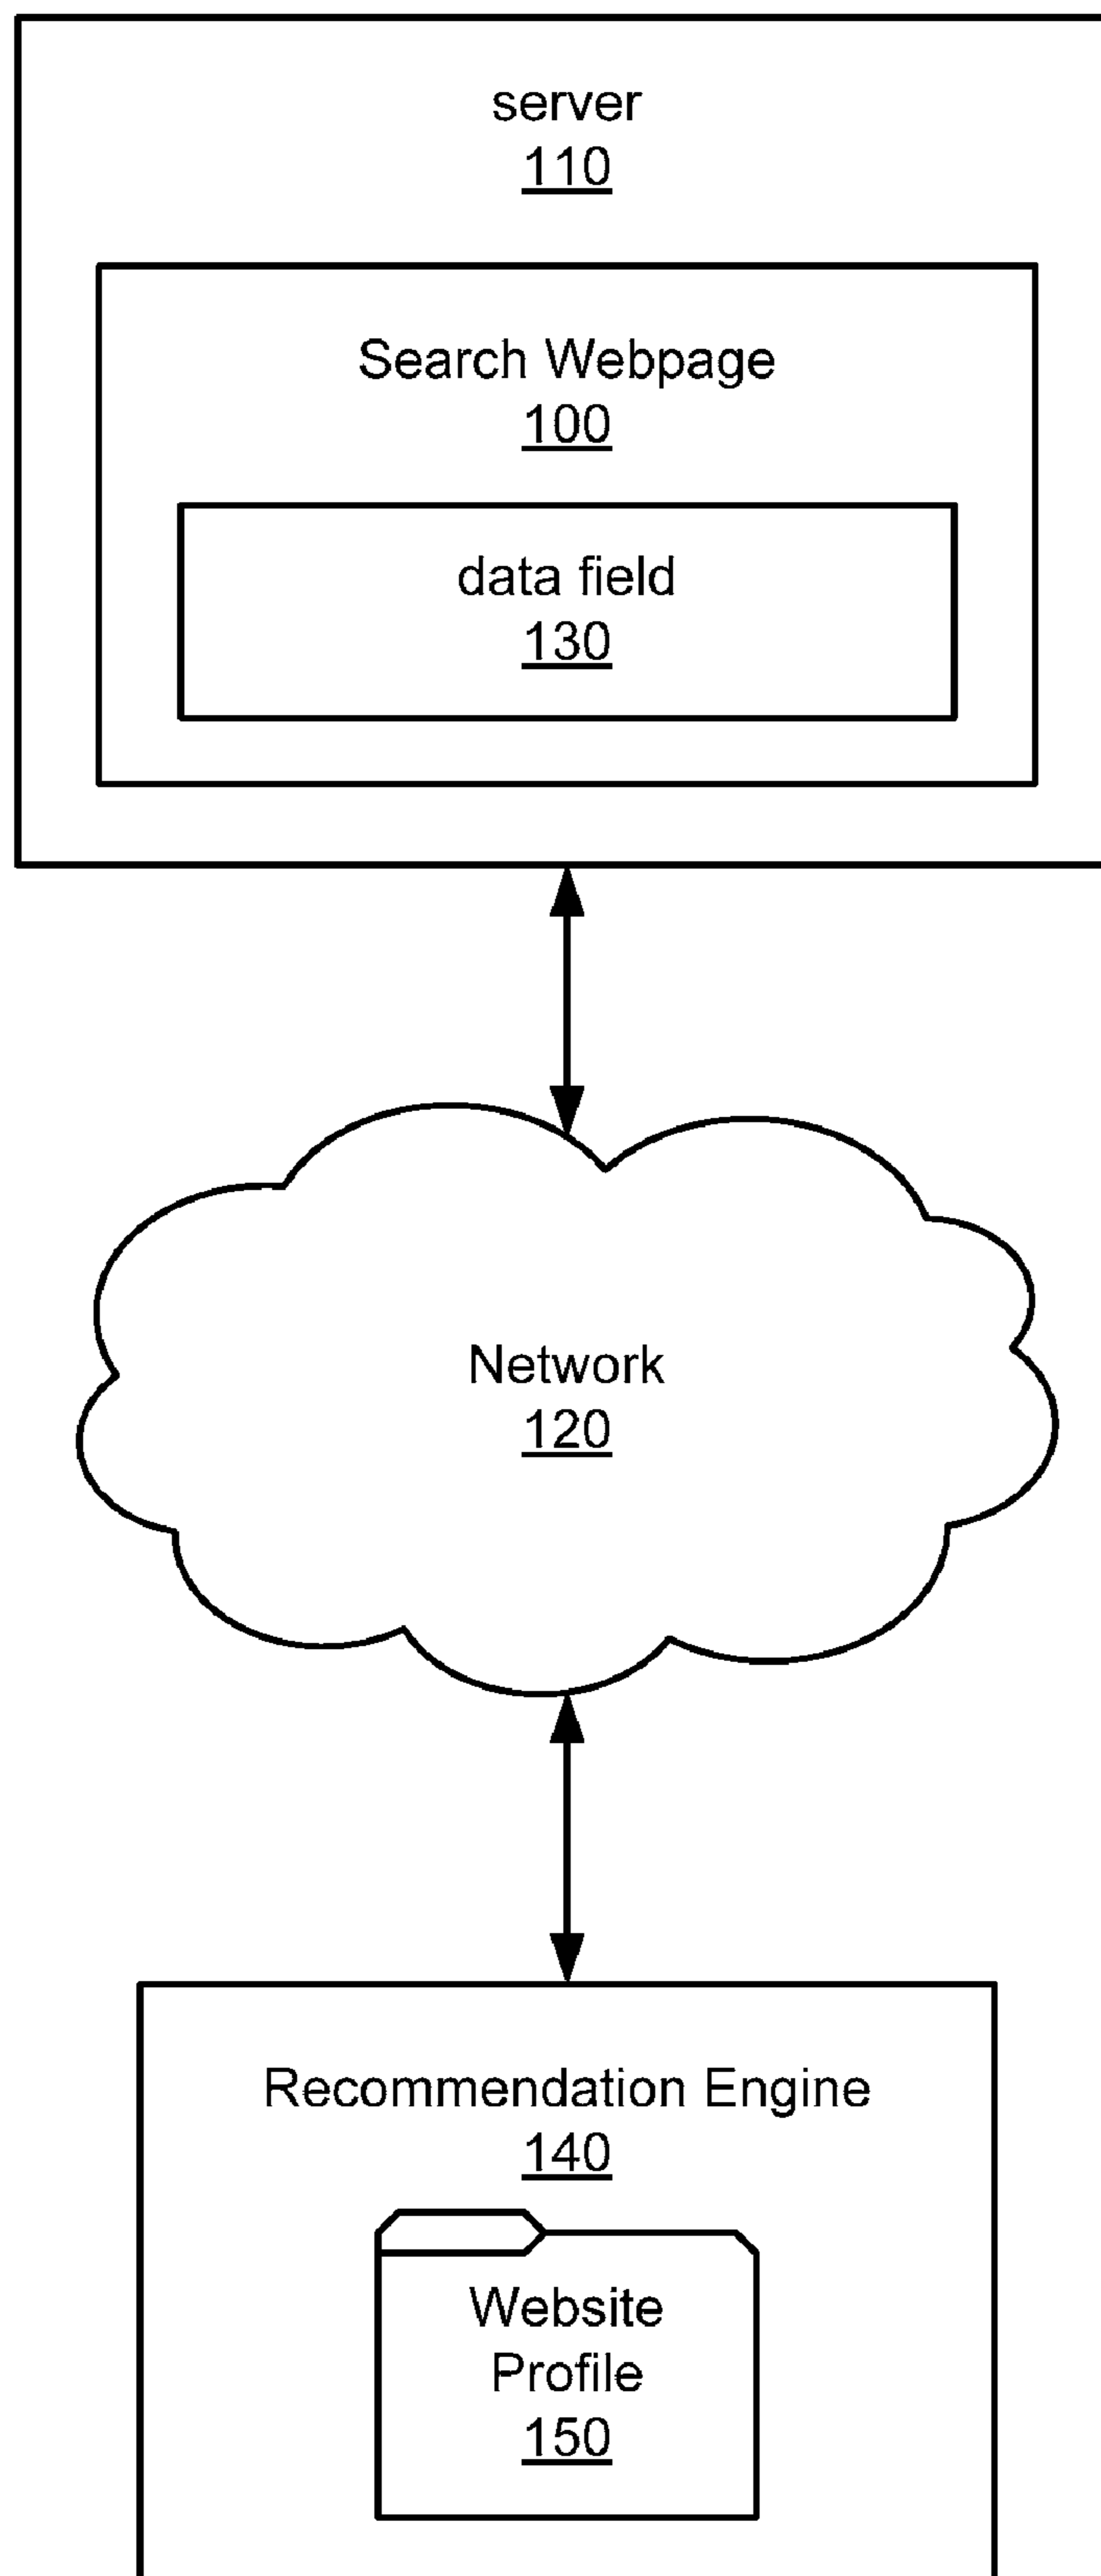 server
110
Search Webpage
100
data field
130
Network
120
Recommendation Engine
140
Website
Profile
150